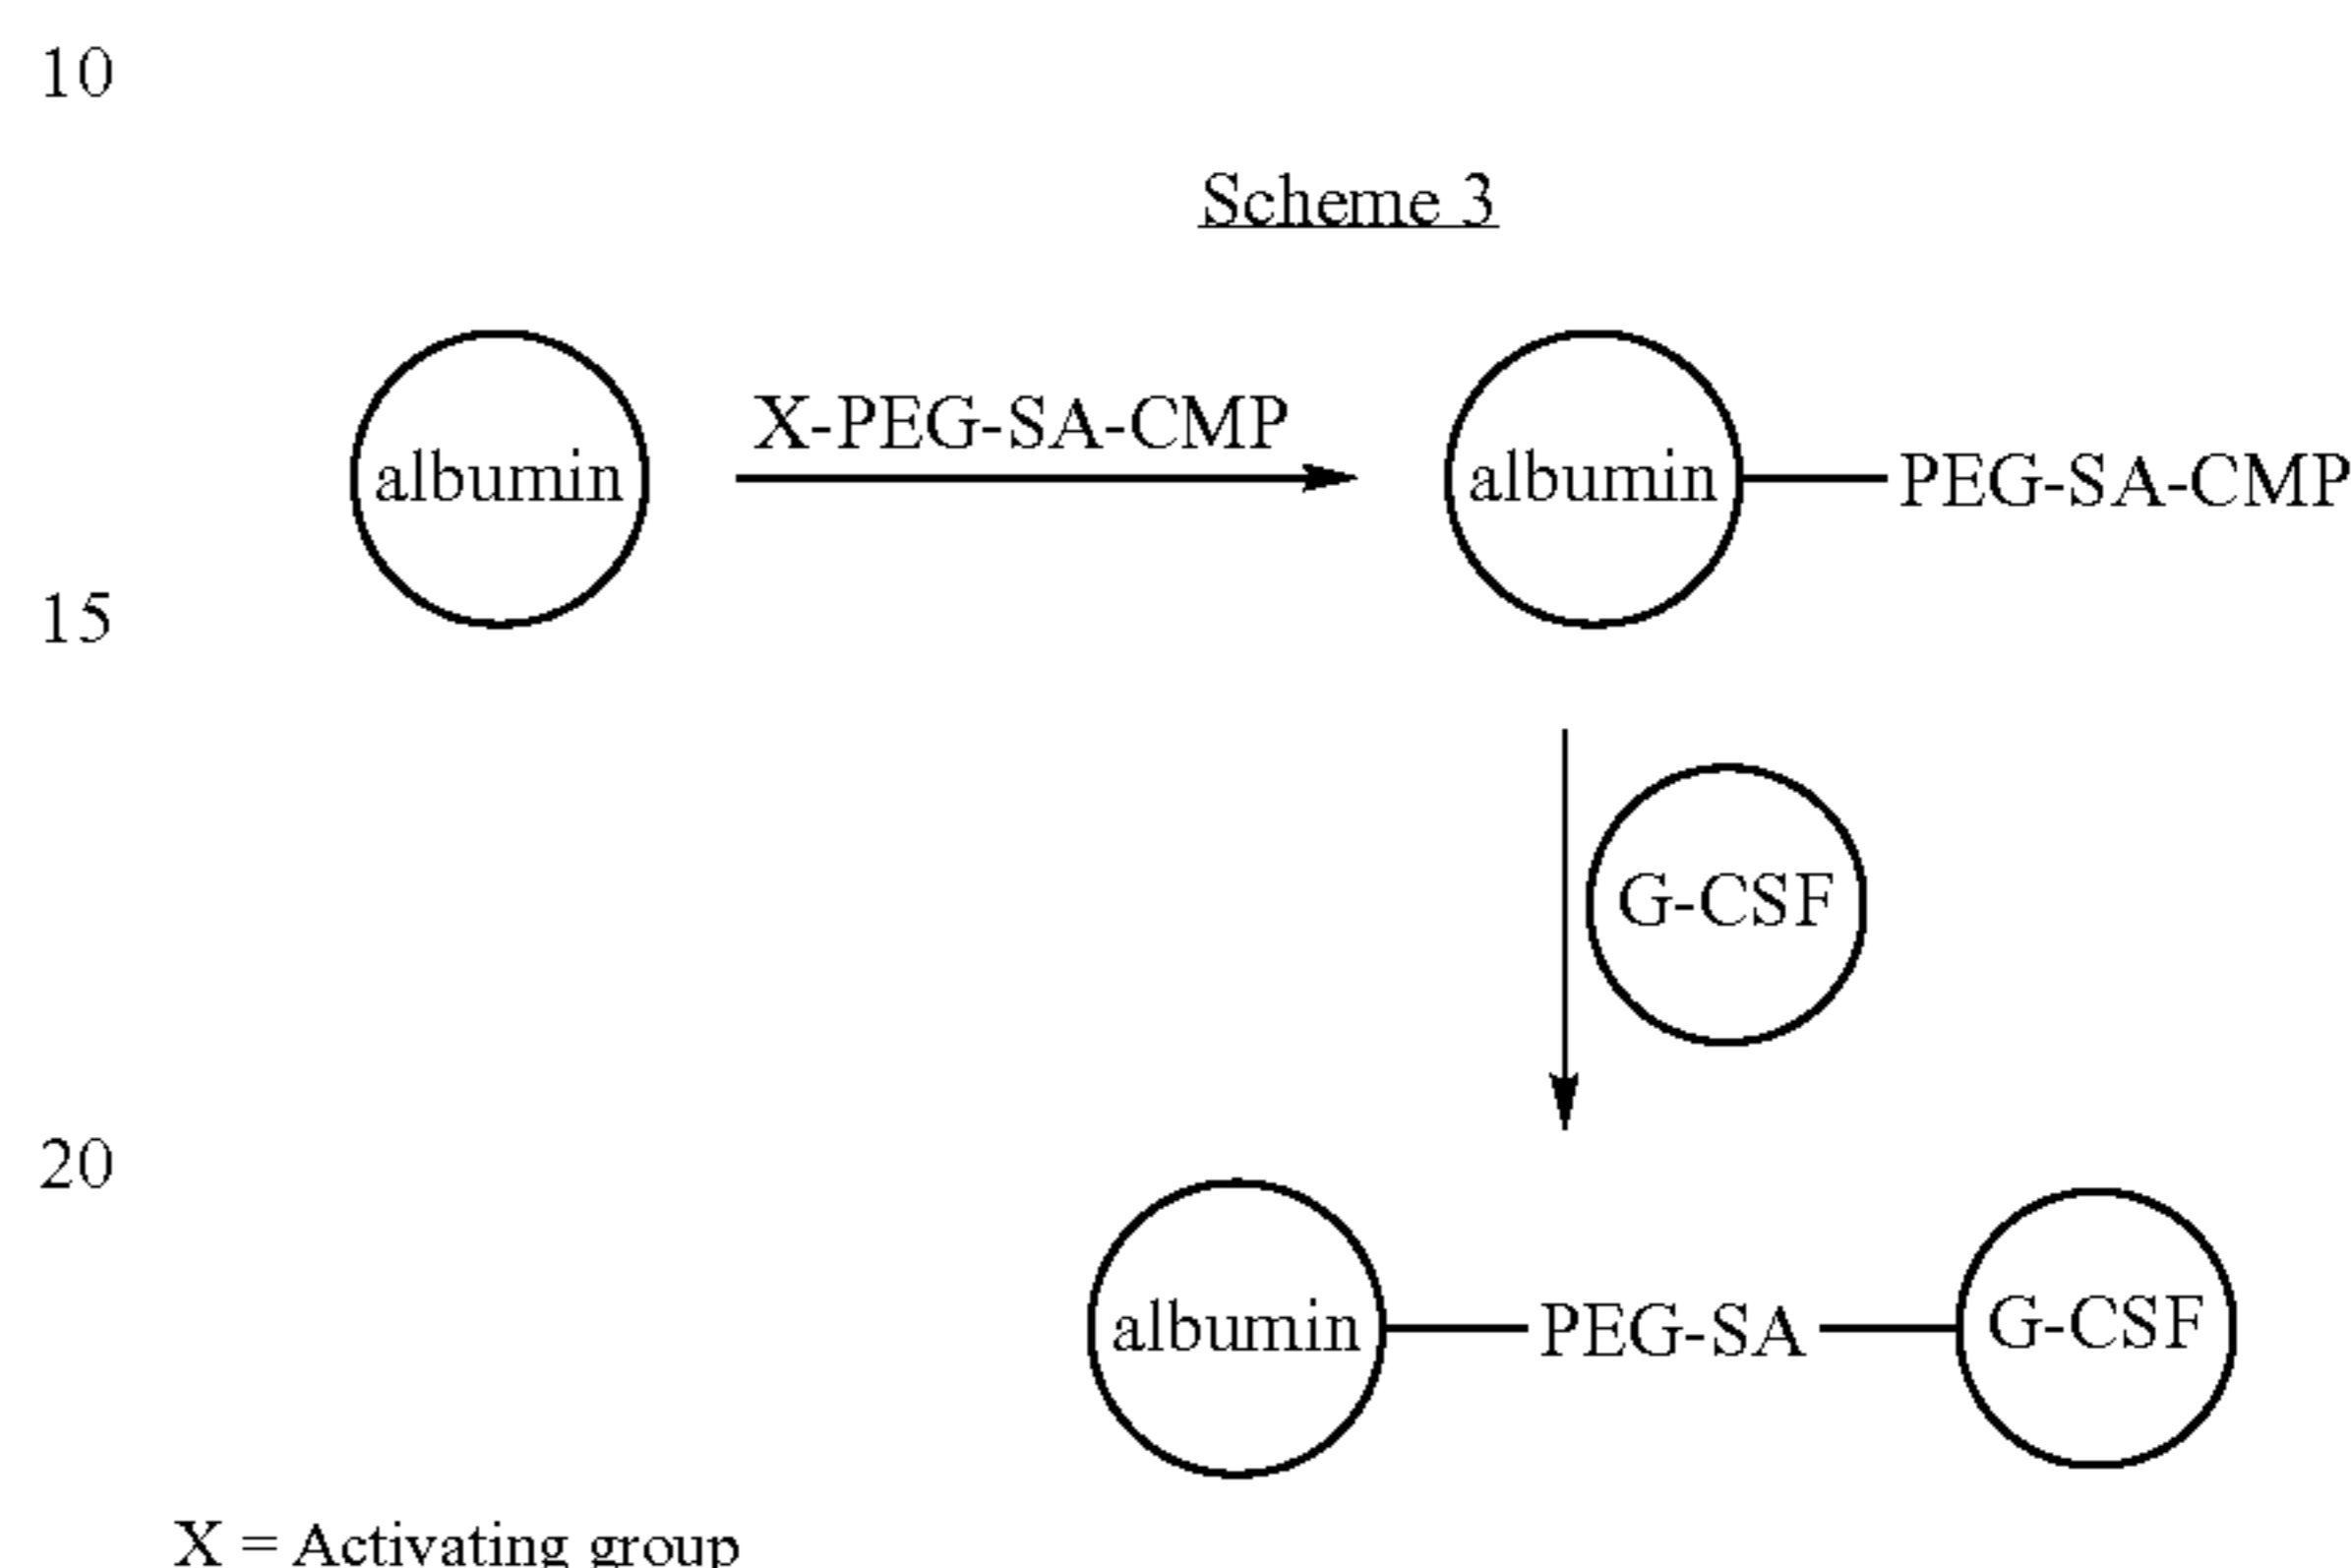 10
Scheme 3
albumin X-PEG-SA-CMP albumin PEG-SA-CMP
15
G-CSF
20
albumin PEG-SA G-CSF
X = Activating group